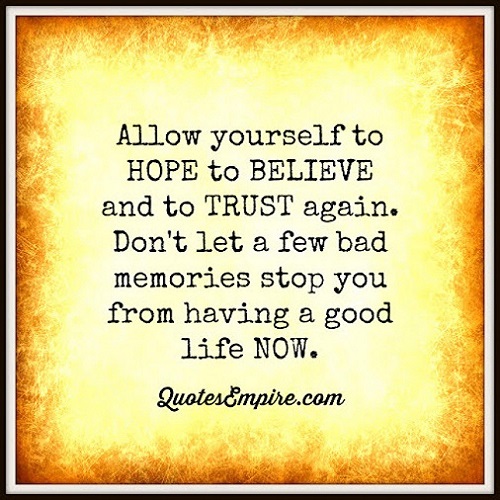 Allow yourself to
HOPE to BELIEVE
and to TRUST again.
Don't let a few bad
memories stop you
from having a good
life NOW.
QuotesEmpire.com